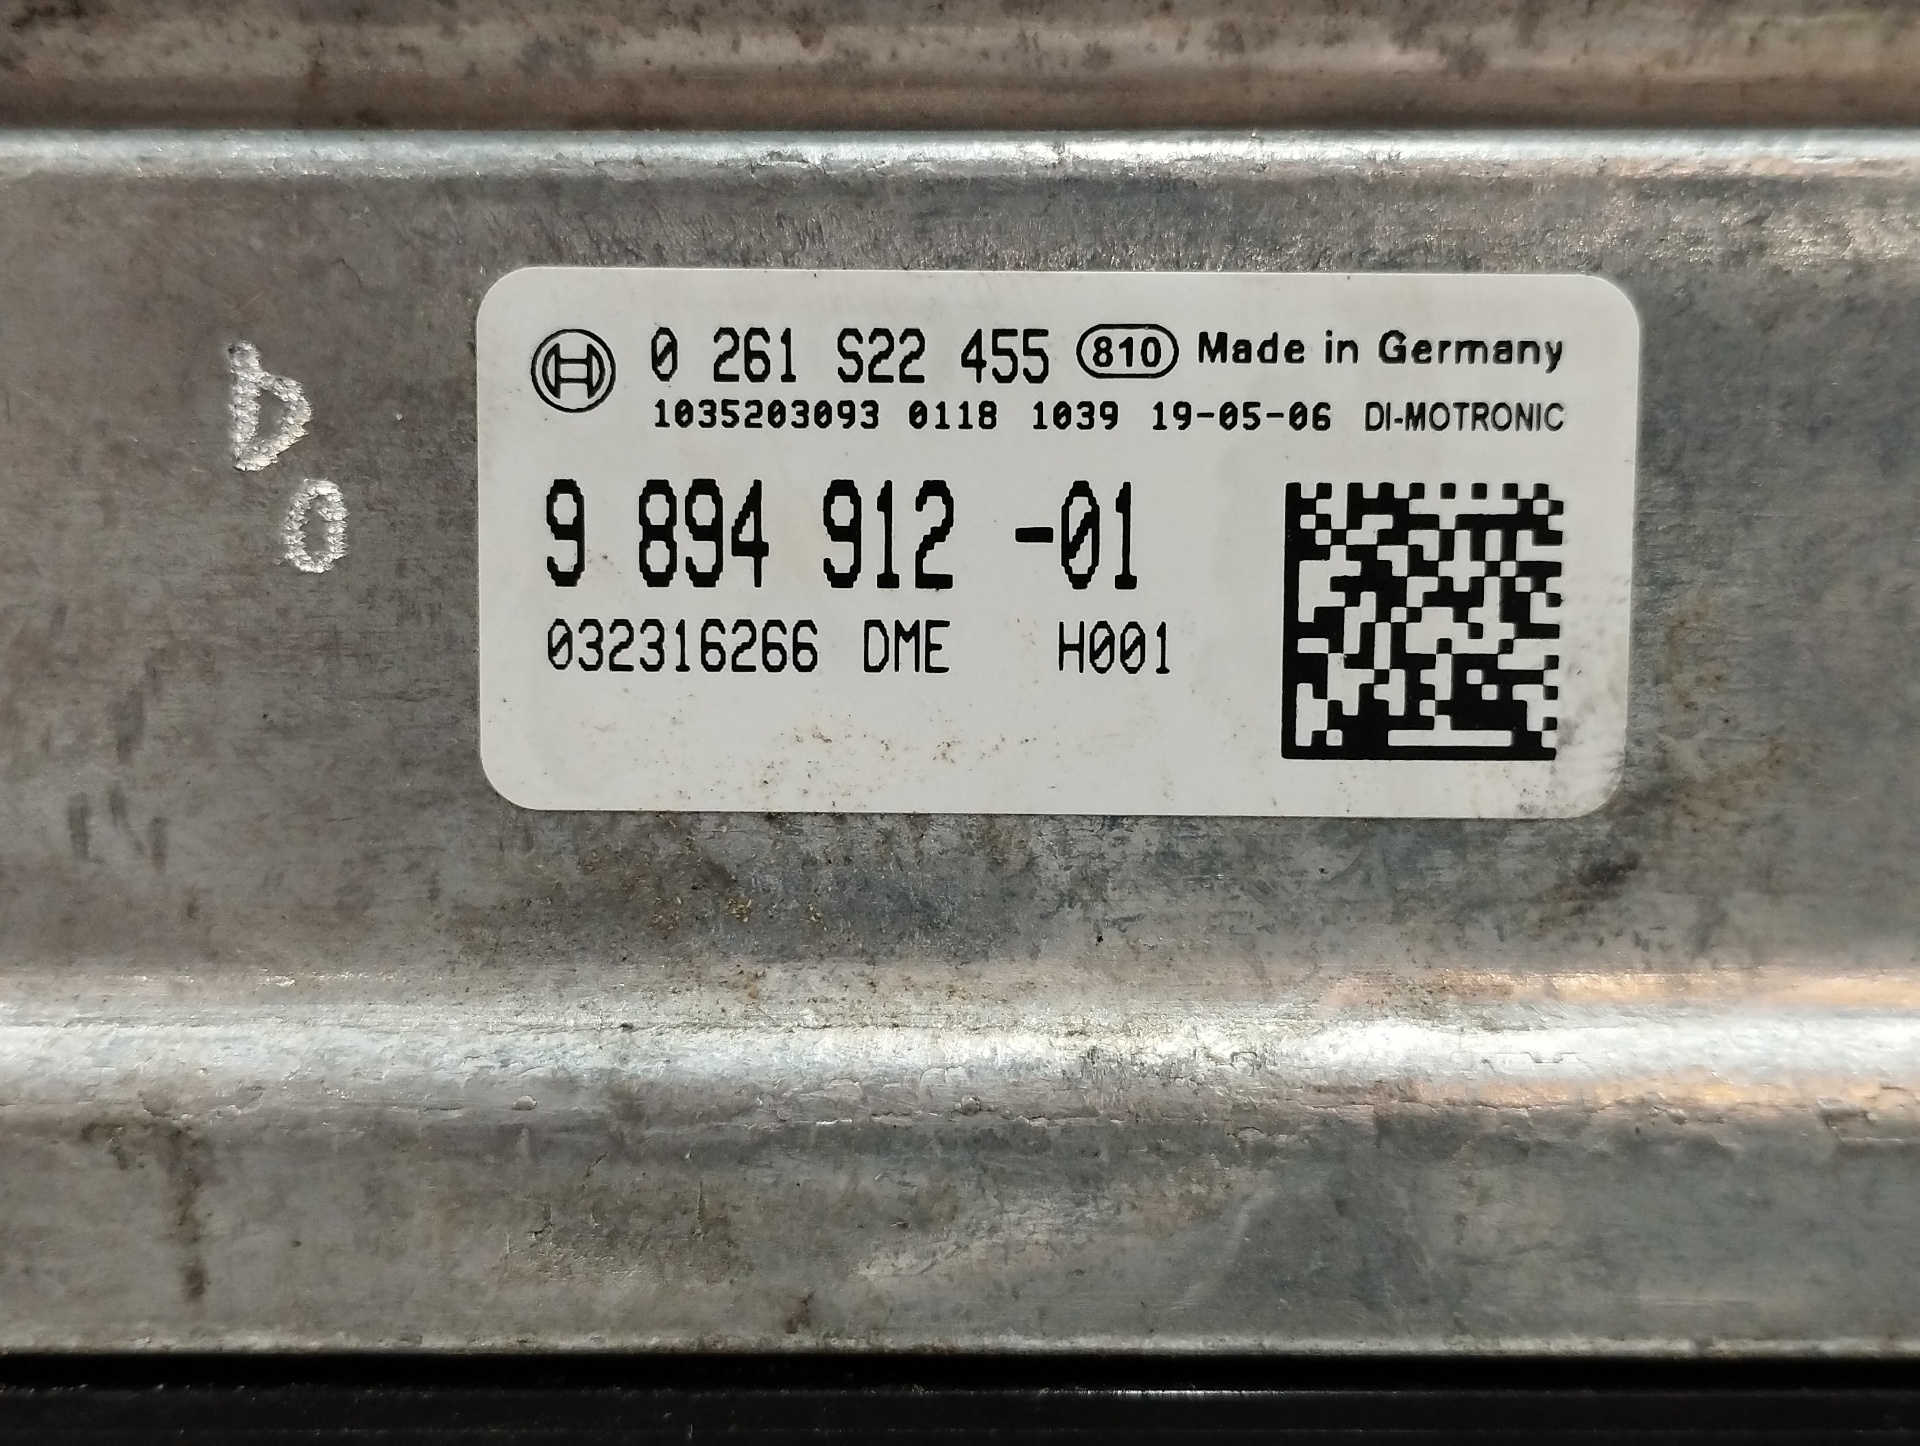 0 261 S22 455 810 Made in Germany
1035203093 0118 1039 19-05-06 DI-MOTRONIC
9 894 912 -01
032316266 DME H001
b
0